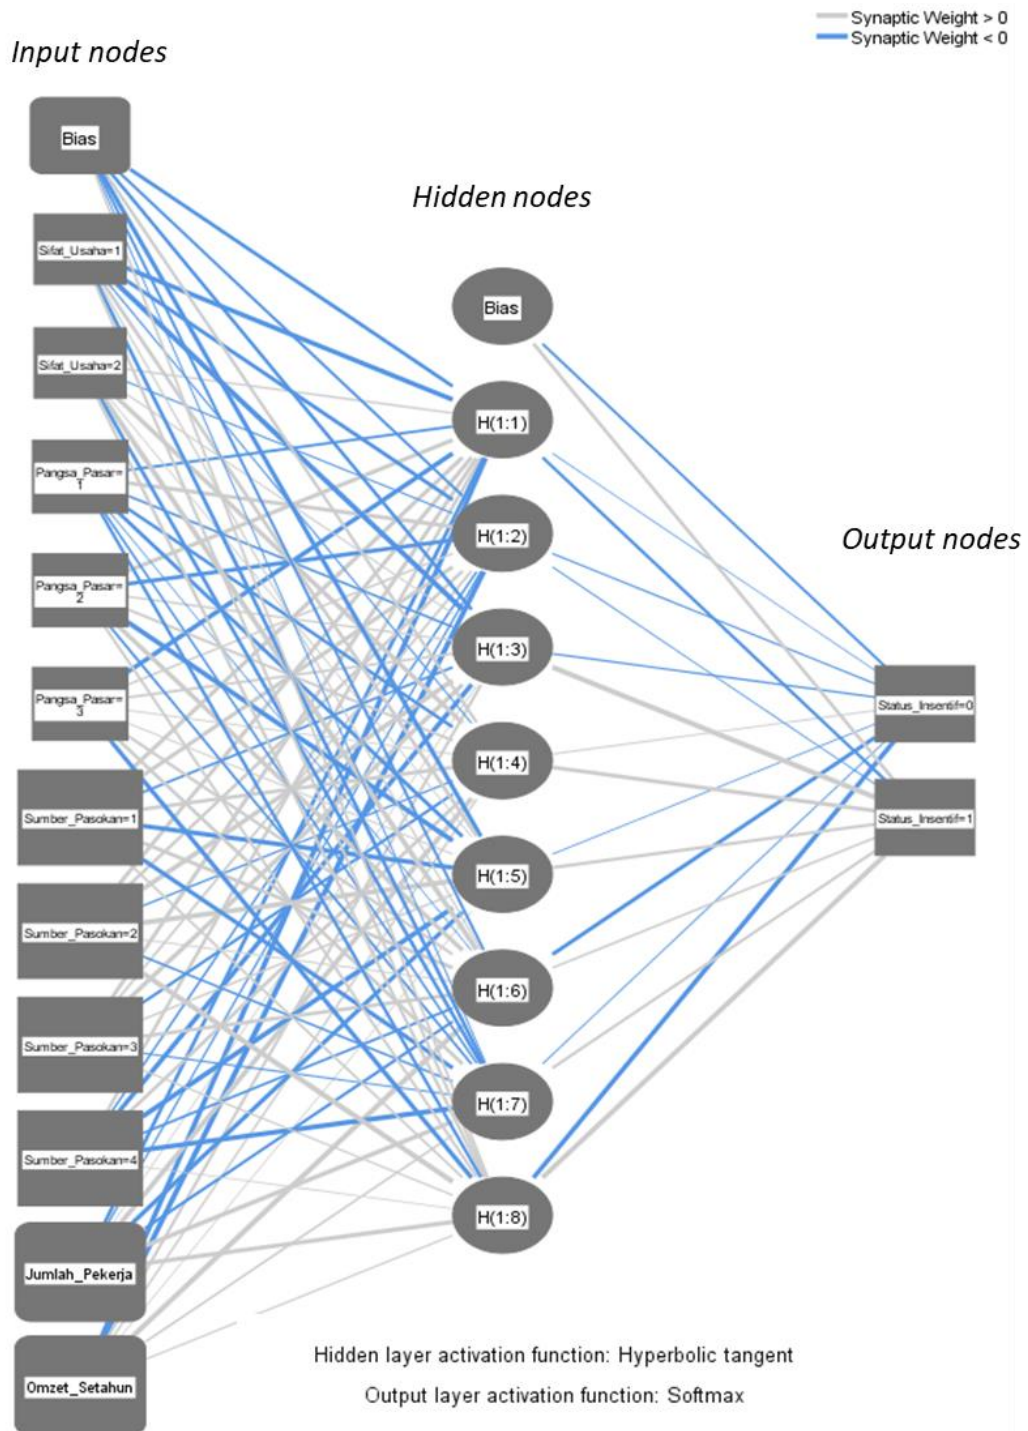 Synaptic Weight > 0
Synaptic Weight < 0
Input nodes
Bias
Sifat_Usaha=1
Sifat_Usaha=2
Pangsa_Pasar=
1
Pangsa_Pasar=
2
Pangsa_Pasar=
3
Sumber_Pasokan=1
Sumber_Pasokan=2
Sumber_Pasokan=3
Sumber_Pasokan=4
Jumlah_Pekerja
Omzet_Setahun
Hidden nodes
Bias
H(1:1)
H(1:2)
H(1:3)
H(1:4)
H(1:5)
H(1:6)
H(1:7)
H(1:8)
Output nodes
Status_Insentif=0
Status_Insentif=1
Hidden layer activation function: Hyperbolic tangent
Output layer activation function: Softmax